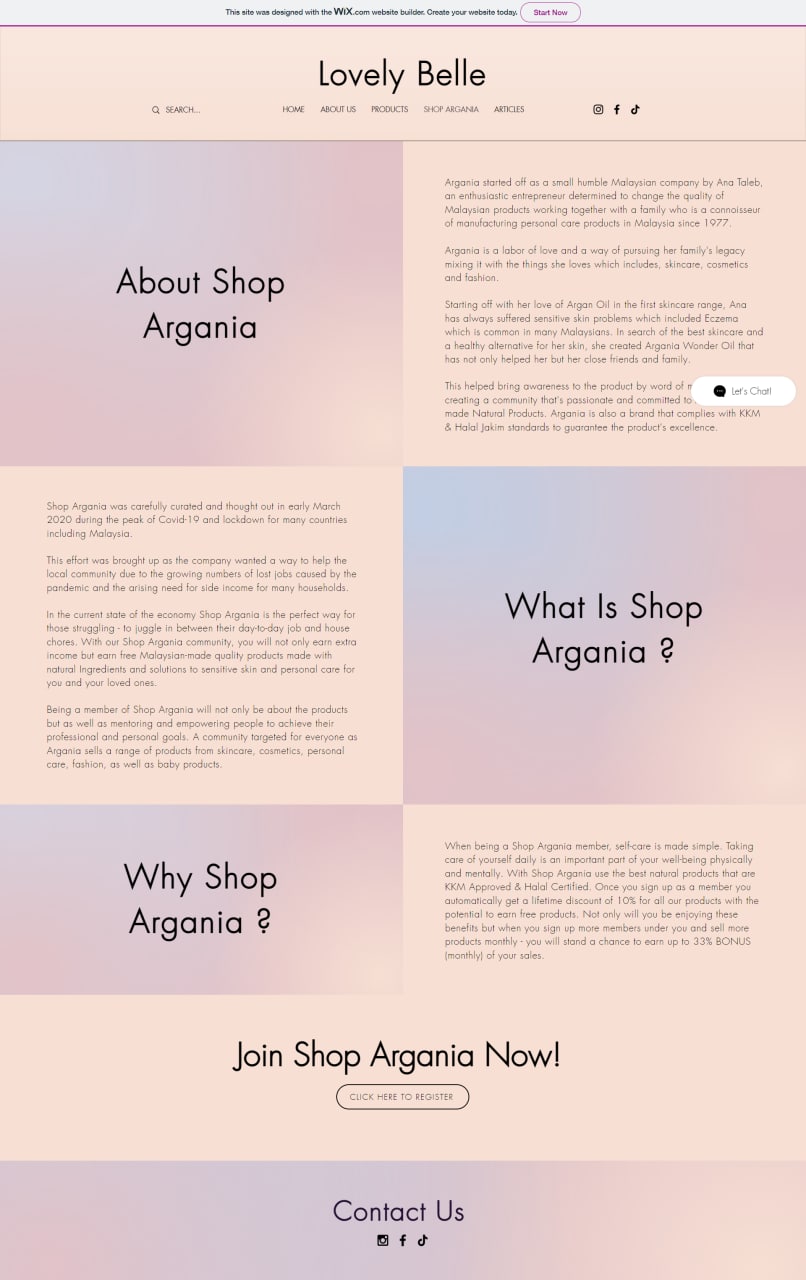 This site was designed with the WiX.com website builder. Create your website today. Start Now
Lovely Belle
SEARCH...
HOME ABOUT US PRODUCTS SHOP ARGANIA ARTICLES
About Shop
Argania
Argania started off as a small humble Malaysian company by Ana Taleb,
an enthusiastic entrepreneur determined to change the quality of
Malaysian products working together with a family who is a connoisseur
of manufacturing personal care products in Malaysia since 1977.
Argania is a labor of love and a way of pursuing her family's legacy
mixing it with the things she loves which includes, skincare, cosmetics
and fashion.
Starting off with her love of Argan Oil in the first skincare range, Ana
has always suffered sensitive skin problems which included Eczema
which is common in many Malaysians. In search of the best skincare and
a healthy alternative for her skin, she created Argania Wonder Oil that
has not only helped her but her close friends and family.
This helped bring awareness to the product by word of
creating a community that's passionate and committed to
made Natural Products. Argania is also a brand that complies with KKM
& Halal Jakim standards to guarantee the product's excellence.
Let's Chat!
Shop Argania was carefully curated and thought out in early March
2020 during the peak of Covid-19 and lockdown for many countries
including Malaysia.
This effort was brought up as the company wanted a way to help the
local community due to the growing numbers of lost jobs caused by the
pandemic and the arising need for side income for many households.
In the current state of the economy Shop Argania is the perfect way for
those struggling - to juggle in between their day-to-day job and house
chores. With our Shop Argania community, you will not only earn extra
income but earn free Malaysian-made quality products made with
natural Ingredients and solutions to sensitive skin and personal care for
you and your loved ones.
Being a member of Shop Argania will not only be about the products
but as well as mentoring and empowering people to achieve their
professional and personal goals. A community targeted for everyone as
Argania sells a range of products from skincare, cosmetics, personal
care, fashion, as well as baby products.
What Is Shop
Argania ?
Why Shop
Argania ?
When being a Shop Argania member, self-care is made simple. Taking
care of yourself daily is an important part of your well-being physically
and mentally. With Shop Argania use the best natural products that are
KKM Approved & Halal Certified. Once you sign up as a member you
automatically get a lifetime discount of 10% for all our products with the
potential to earn free products. Not only will you be enjoying these
benefits but when you sign up more members under you and sell more
products monthly - you will stand a chance to earn up to 33% BONUS
(monthly) of your sales.
Join Shop Argania Now!
CLICK HERE TO REGISTER
Contact Us